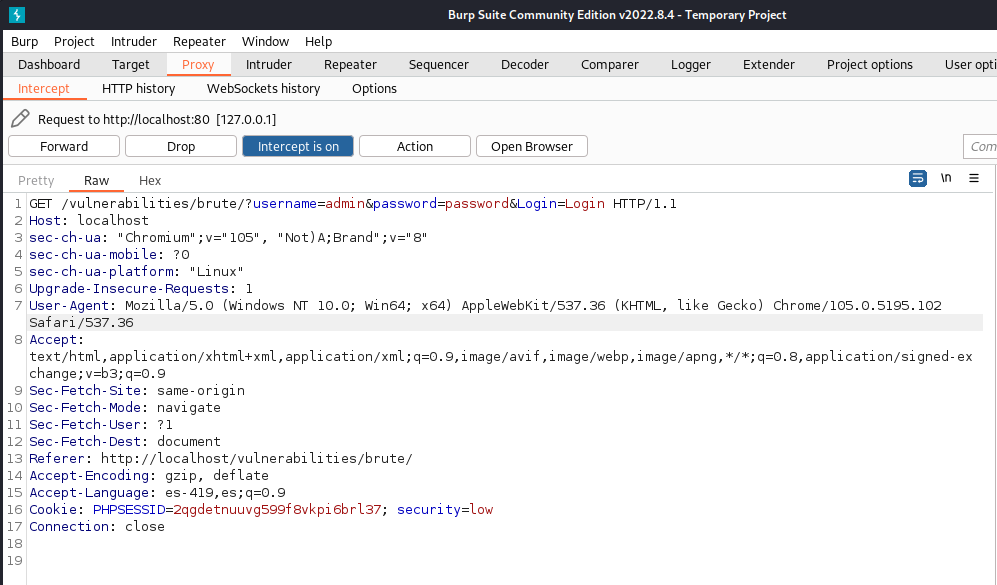 Burp Suite Community Edition v2022.8.4 - Temporary Project
Burp Project Intruder Repeater Window Help
Dashboard Target Proxy Intruder Repeater Sequencer Decoder Comparer Logger Extender Project options User opti
Intercept HTTP history WebSockets history Options
Request to http://localhost:80 [127.0.0.1]
Forward Drop Intercept is on Action Open Browser Com
Pretty Raw Hex \n
1 GET /vulnerabilities/brute/?username=admin&password=password&Login=Login HTTP/1.1
2 Host: localhost
3 sec-ch-ua: "Chromium";v="105", "Not)A;Brand";v="8"
4 sec-ch-ua-mobile: ?0
5 sec-ch-ua-platform: "Linux"
6 Upgrade-Insecure-Requests: 1
7 User-Agent: Mozilla/5.0 (Windows NT 10.0; Win64; x64) AppleWebKit/537.36 (KHTML, like Gecko) Chrome/105.0.5195.102
Safari/537.36
8 Accept:
text/html,application/xhtml+xml,application/xml;q=0.9,image/avif,image/webp,image/apng,*/*;q=0.8,application/signed-ex
change;v=b3;q=0.9
9 Sec-Fetch-Site: same-origin
10 Sec-Fetch-Mode: navigate
11 Sec-Fetch-User: ?1
12 Sec-Fetch-Dest: document
13 Referer: http://localhost/vulnerabilities/brute/
14 Accept-Encoding: gzip, deflate
15 Accept-Language: es-419,es;q=0.9
16 Cookie: PHPSESSID=2qgdetnuuvg599f8vkpi6brl37; security=low
17 Connection: close
18
19